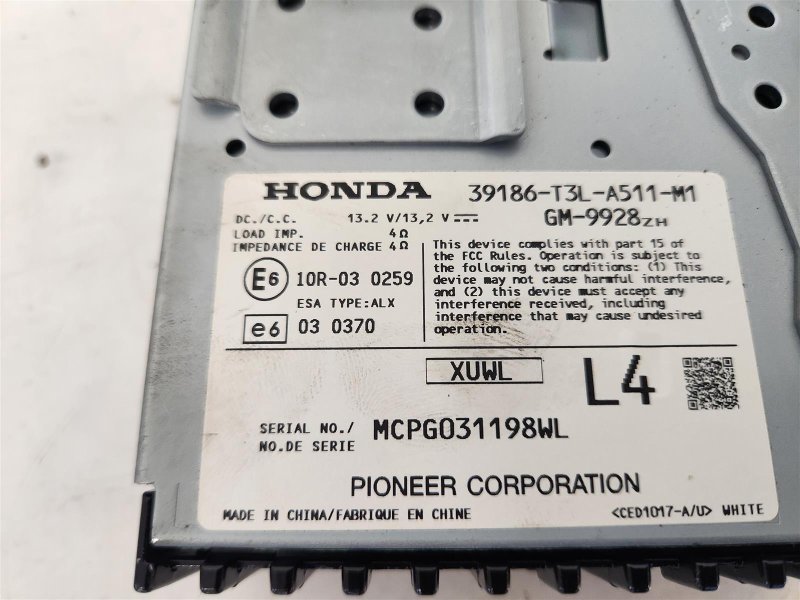 HONDA 39186-T3L-A511-M1
DC./C.C. 13.2 V/13,2 V GM-9928ZH
LOAD IMP. 4Ω
IMPEDANCE DE CHARGE 4Ω
This device complies with part 15 of
the FCC Rules. Operation is subject to
the following two conditions: (1) This
device may not cause harmful interference,
and (2) this device must accept any
interference received, including
interference that may cause undesired
operation.
E6 10R-03 0259
ESA TYPE:ALX
e6 03 0370
XUWL L4
SERIAL NO./
NO.DE SERIE MCPG031198WL
PIONEER CORPORATION
MADE IN CHINA/FABRIQUE EN CHINE <CED1017-A/U> WHITE